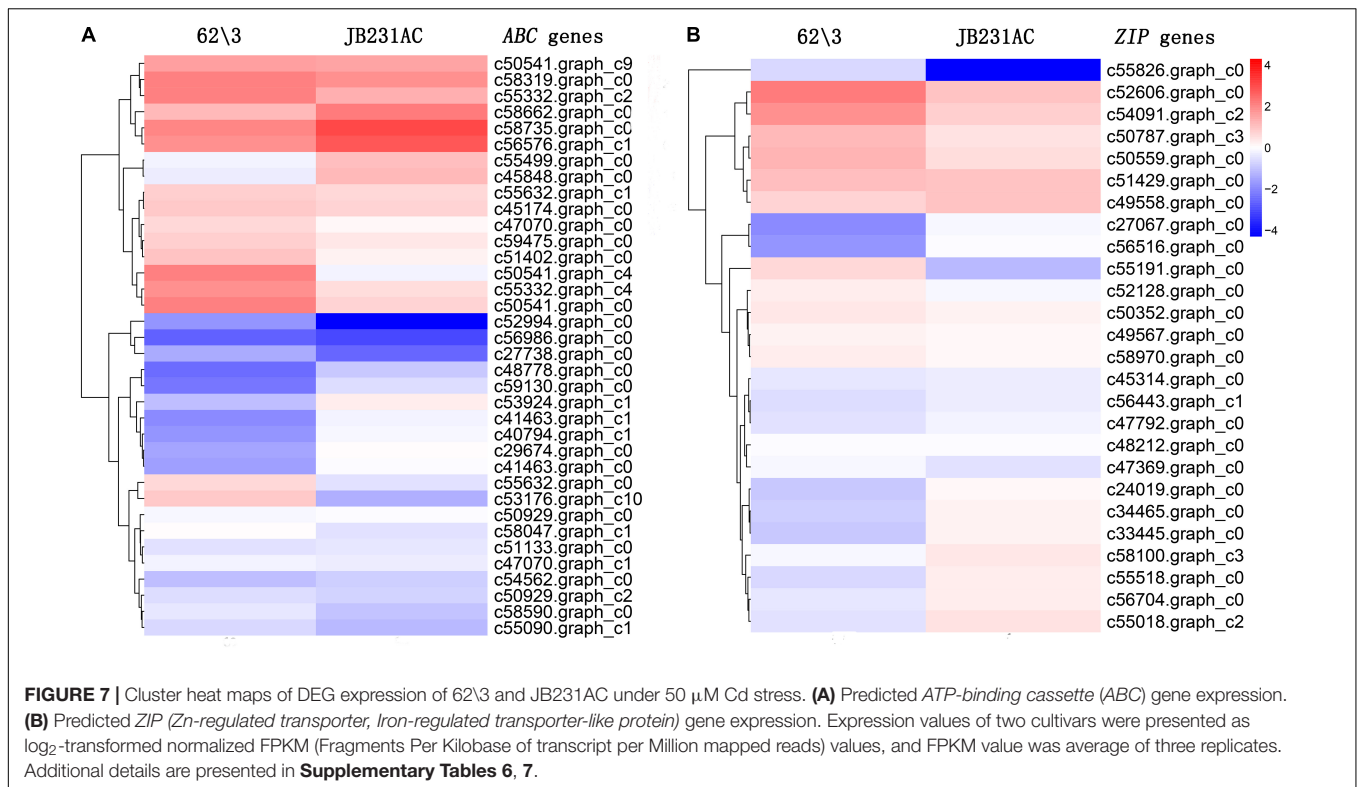 A
62\3 JB231AC ABC genes
c50541.graph_c9
c58319.graph_c0
c55332.graph_c2
c58662.graph_c0
c58735.graph_c0
c56576.graph_c1
c55499.graph_c0
c45848.graph_c0
c55632.graph_c1
c45174.graph_c0
c47070.graph_c0
c59475.graph_c0
c51402.graph_c0
c50541.graph_c4
c55332.graph_c4
c50541.graph_c0
c52994.graph_c0
c56986.graph_c0
c27738.graph_c0
c48778.graph_c0
c59130.graph_c0
c53924.graph_c1
c41463.graph_c1
c40794.graph_c1
c29674.graph_c0
c41463.graph_c0
c55632.graph_c0
c53176.graph_c10
c50929.graph_c0
c58047.graph_c1
c51133.graph_c0
c47070.graph_c1
c54562.graph_c0
c50929.graph_c2
c58590.graph_c0
c55090.graph_c1
B
62\3 JB231AC ZIP genes
c55826.graph_c0
c52606.graph_c0
c54091.graph_c2
c50787.graph_c3
c50559.graph_c0
c51429.graph_c0
c49558.graph_c0
c27067.graph_c0
c56516.graph_c0
c55191.graph_c0
c52128.graph_c0
c50352.graph_c0
c49567.graph_c0
c58970.graph_c0
c45314.graph_c0
c56443.graph_c1
c47792.graph_c0
c48212.graph_c0
c47369.graph_c0
c24019.graph_c0
c34465.graph_c0
c33445.graph_c0
c58100.graph_c3
c55518.graph_c0
c56704.graph_c0
c55018.graph_c2
4
2
0
−2
−4
FIGURE 7 | Cluster heat maps of DEG expression of 62\3 and JB231AC under 50 μM Cd stress. (A) Predicted ATP-binding cassette (ABC) gene expression.
(B) Predicted ZIP (Zn-regulated transporter, Iron-regulated transporter-like protein) gene expression. Expression values of two cultivars were presented as
log₂-transformed normalized FPKM (Fragments Per Kilobase of transcript per Million mapped reads) values, and FPKM value was average of three replicates.
Additional details are presented in Supplementary Tables 6, 7.